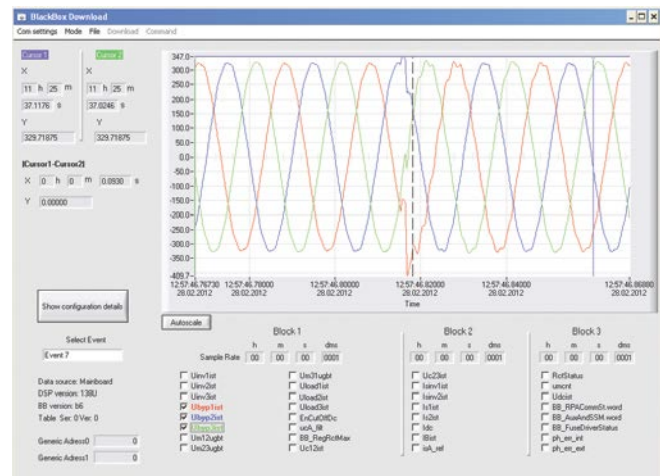 BlackBox Download
Com settings Mode File Download Command
Cursor 1 Cursor 2
X X
11 h 25 m 11 h 25 m
37.1176 s 37.0246 s
Y Y
329.71875 329.71875
|Cursor1-Cursor2|
X 0 h 0 m 0.0930 s
Y 0.00000
347.0
300.0
250.0
200.0
150.0
100.0
50.0
0.0
-50.0
-100.0
-150.0
-200.0
-250.0
-300.0
-350.0
-409.7
12:57:46.76730 12:57:46.78000 12:57:46.80000 12:57:46.82000 12:57:46.84000 12:57:46.86880
28.02.2012 28.02.2012 28.02.2012 28.02.2012 28.02.2012 28.02.2012
Time
Show configuration details
Autoscale
Select Event
Event 7
Data source: Mainboard
DSP version: 138U
BB version: b6
Table Ser: 0 Ver: 0
Generic Adress0 0
Generic Adress1 0
Block 1
h m s dms
Sample Rate 00 00 00 0001
Uinv1ist
Uinv2ist
Uinv3ist
Ubyp1ist
Ubyp2ist
Ubyp3ist
Um12ugbt
Um23ugbt
Um31ugbt
Uload1ist
Uload2ist
Uload3ist
EnCutOffDc
ucA_filt
BB_RegRctMax
Uc12ist
Block 2
h m s dms
00 00 00 0001
Uc23ist
Isinv1ist
Isinv2ist
Is1ist
Is2ist
Idc
IBist
isA_ref
Block 3
h m s dms
00 00 00 0001
RctStatus
umcnt
Udcist
BB_RPACommSt.word
BB_AuxAndSSM.word
BB_FuseDriverStatus
ph_err_int
ph_err_ext